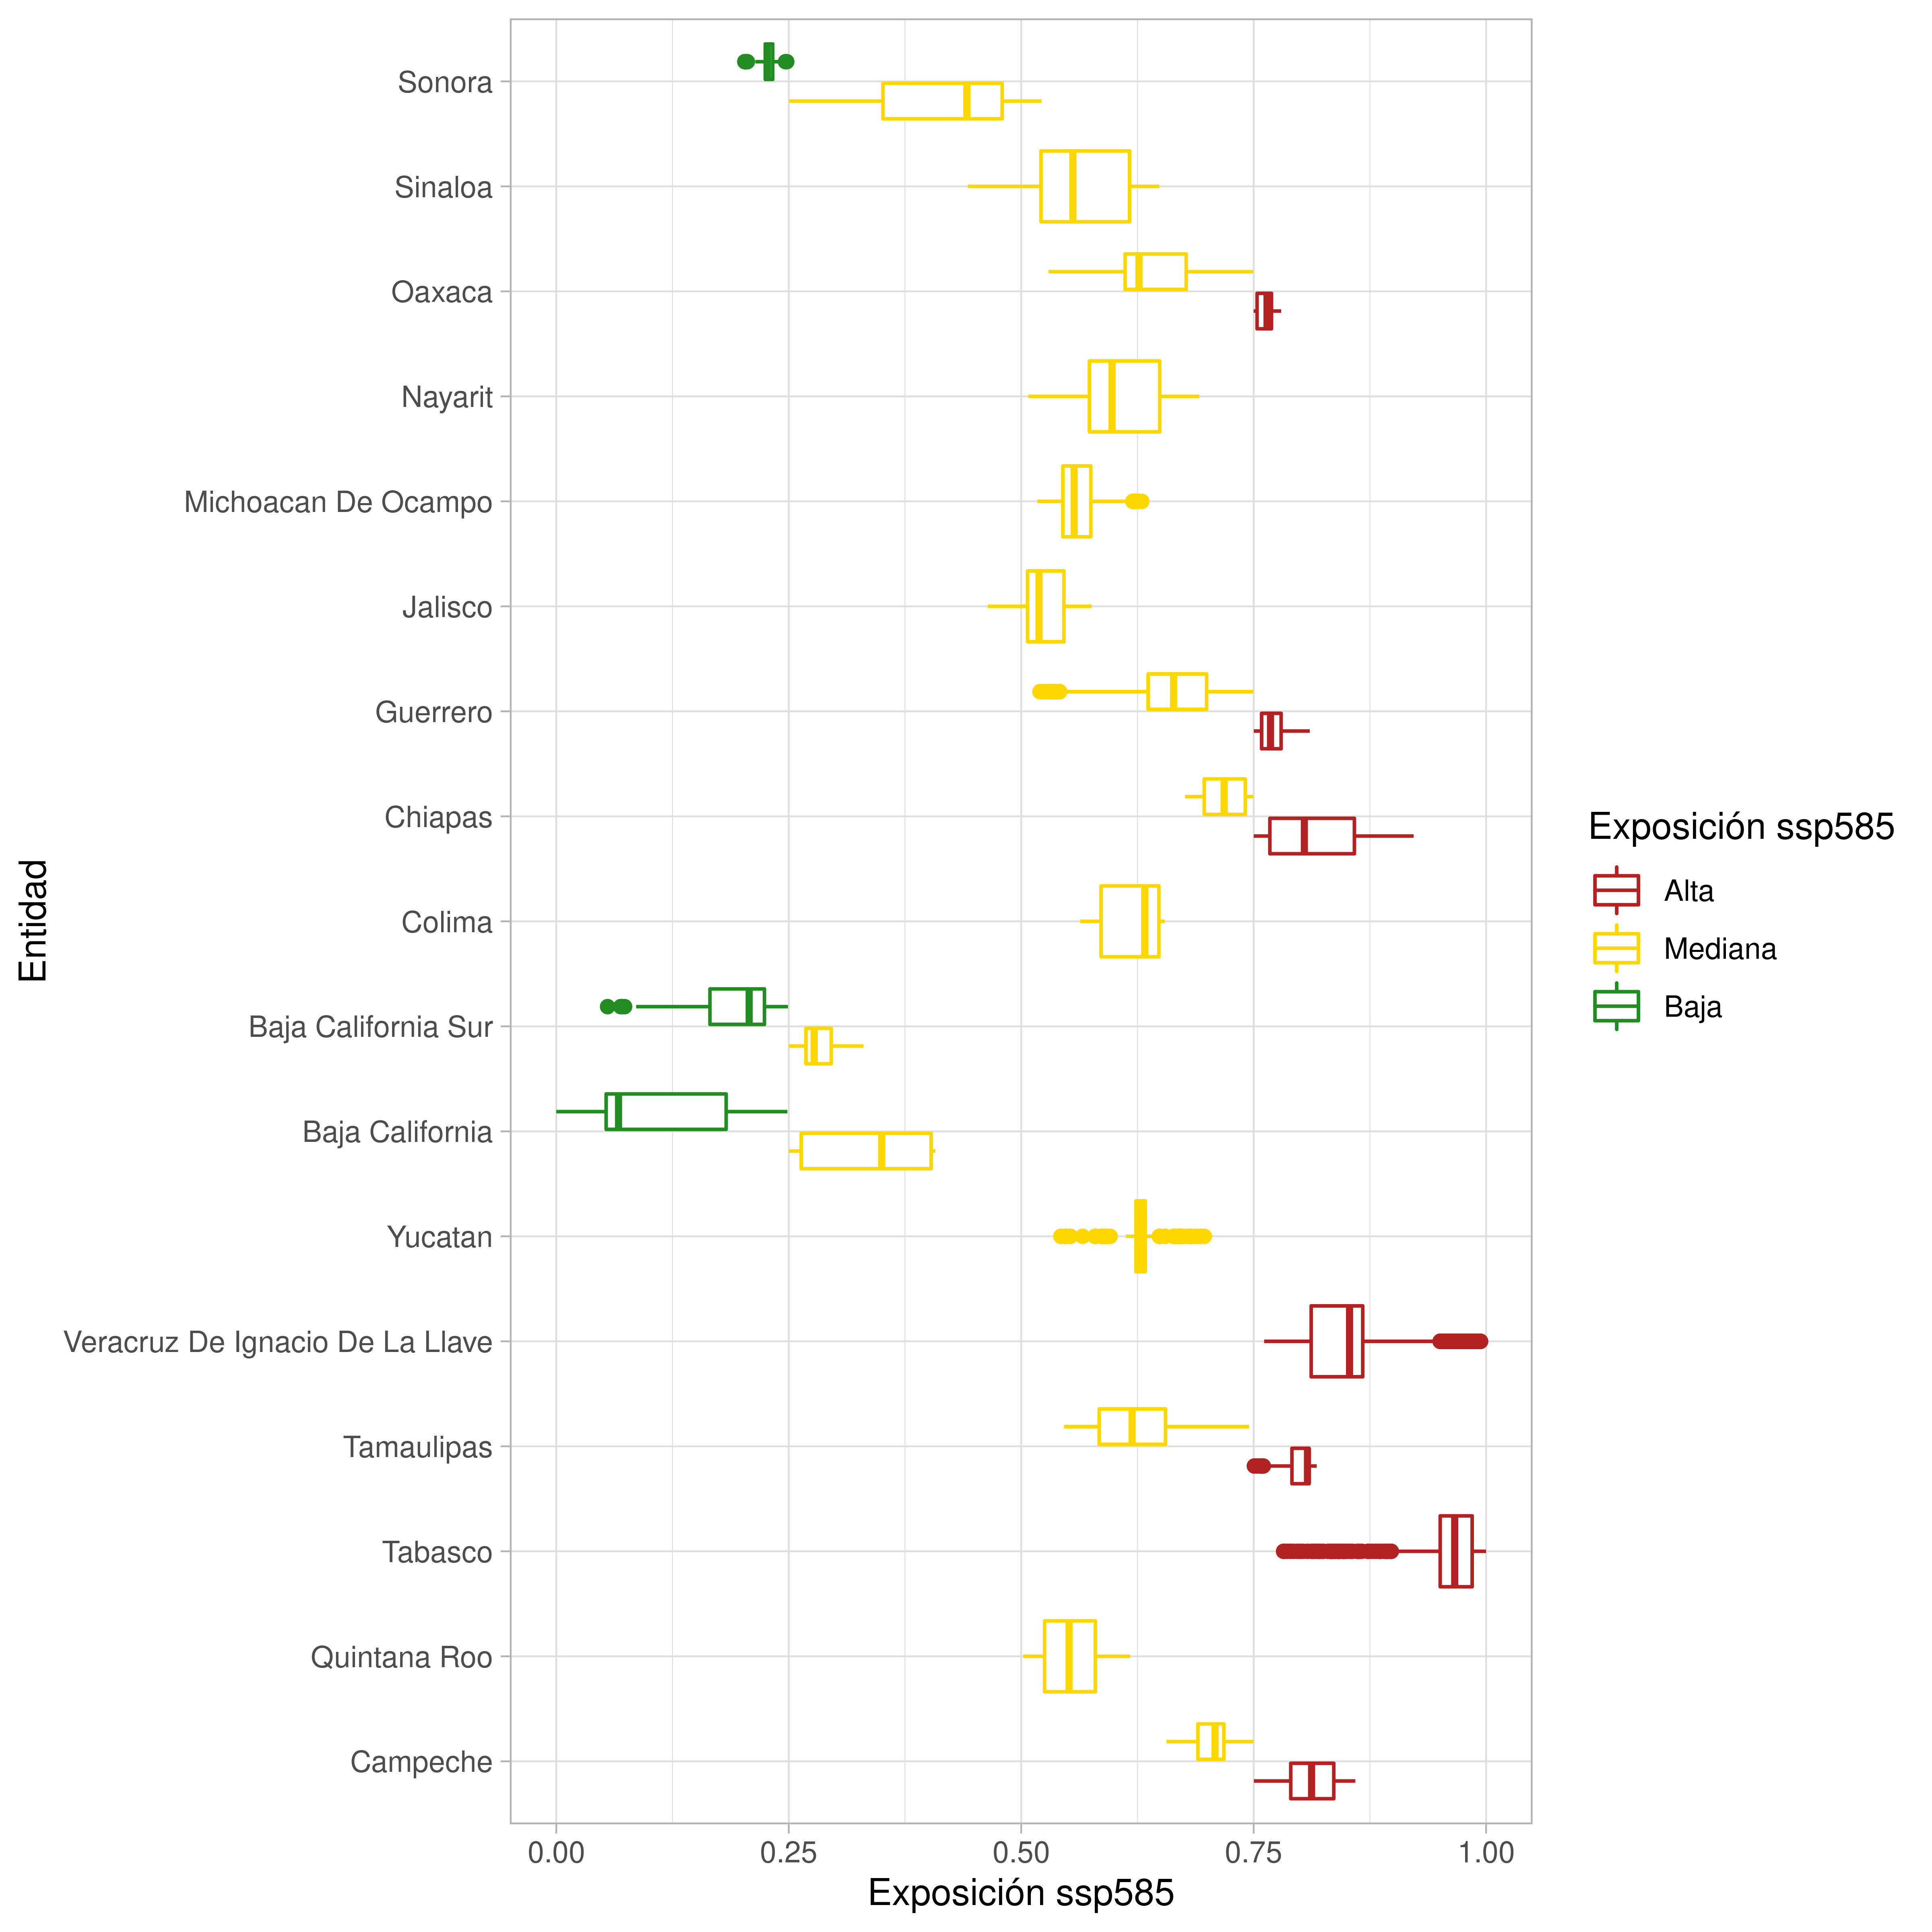 Entidad
Sonora
Sinaloa
Oaxaca
Nayarit
Michoacan De Ocampo
Jalisco
Guerrero
Chiapas
Colima
Baja California Sur
Baja California
Yucatan
Veracruz De Ignacio De La Llave
Tamaulipas
Tabasco
Quintana Roo
Campeche
0.00 0.25 0.50 0.75 1.00
Exposición ssp585
Exposición ssp585
Alta
Mediana
Baja